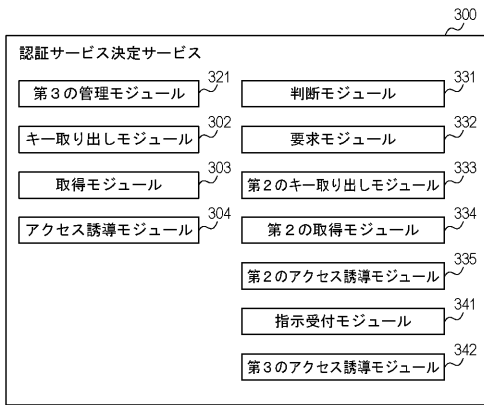 300
認証サービス決定サービス
第3の管理モジュール
321
キー取り出しモジュール
302
取得モジュール
303
アクセス誘導モジュール
304
判断モジュール
331
要求モジュール
332
第2のキー取り出しモジュール
333
第2の取得モジュール
334
第2のアクセス誘導モジュール
335
指示受付モジュール
341
第3のアクセス誘導モジュール
342